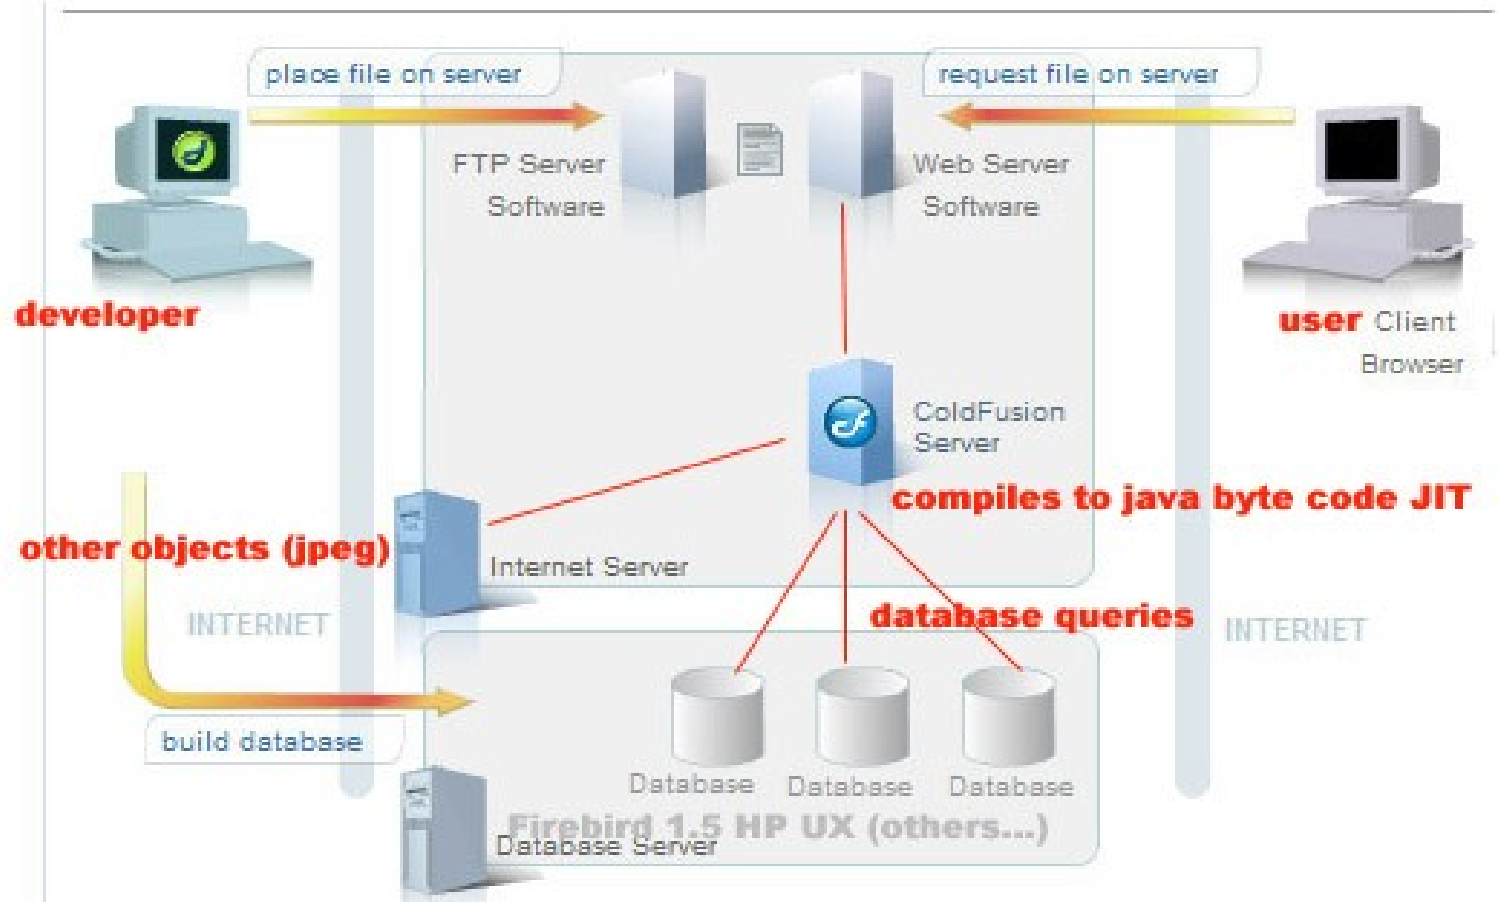 place file on server
request file on server
FTP Server
Software
Web Server
Software
developer
user Client
Browser
ColdFusion
Server
compiles to java byte code JIT
other objects (jpeg)
Internet Server
INTERNET
database queries
INTERNET
build database
Database
Database
Database
Firebird 1.5 HP UX (others...)
Database Server